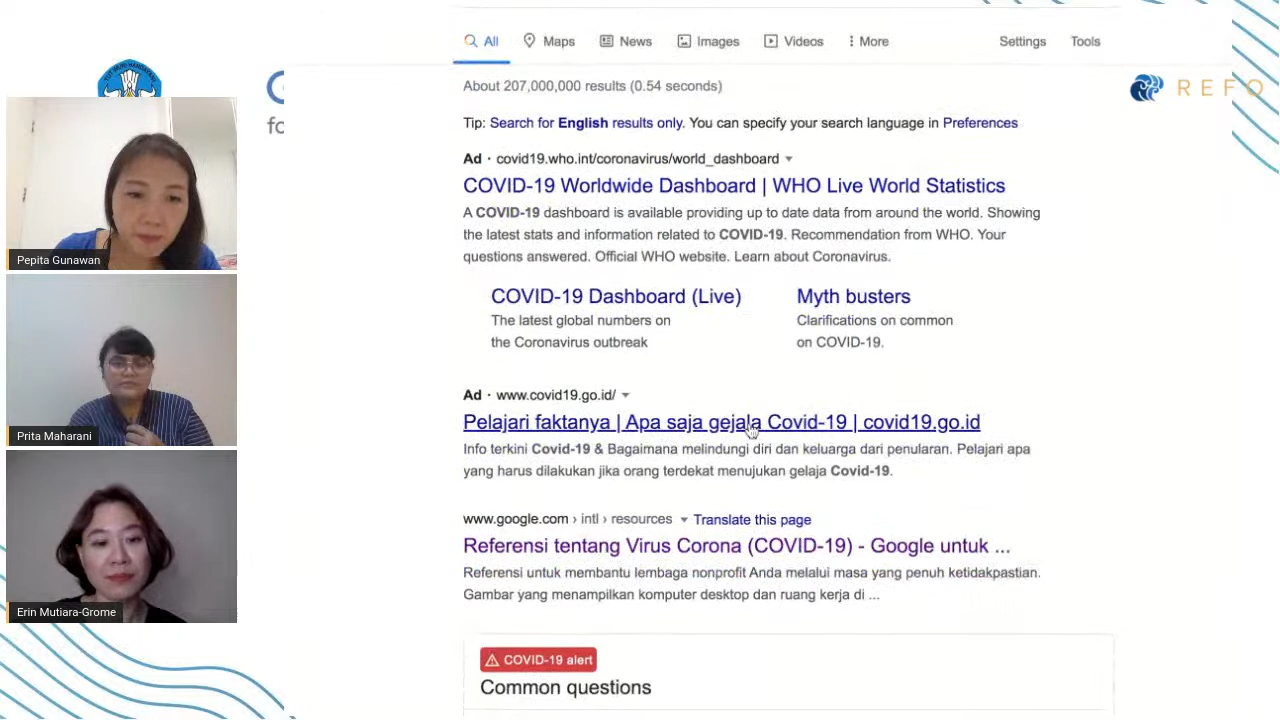 All
Maps
News
Images
Videos
More
Settings
Tools
About 207,000,000 results (0.54 seconds)
REFO
Tip: Search for English results only. You can specify your search language in Preferences
Ad · covid19.who.int/coronavirus/world_dashboard
COVID-19 Worldwide Dashboard | WHO Live World Statistics
A COVID-19 dashboard is available providing up to date data from around the world. Showing
the latest stats and information related to COVID-19. Recommendation from WHO. Your
questions answered. Official WHO website. Learn about Coronavirus.
COVID-19 Dashboard (Live)
The latest global numbers on
the Coronavirus outbreak
Myth busters
Clarifications on common
on COVID-19.
Ad · www.covid19.go.id/
Pelajari faktanya | Apa saja gejala Covid-19 | covid19.go.id
Info terkini Covid-19 & Bagaimana melindungi diri dan keluarga dari penularan. Pelajari apa
yang harus dilakukan jika orang terdekat menujukan gelaja Covid-19.
www.google.com › intl › resources
Translate this page
Referensi tentang Virus Corona (COVID-19) - Google untuk ...
Referensi untuk membantu lembaga nonprofit Anda melalui masa yang penuh ketidakpastian.
Gambar yang menampilkan komputer desktop dan ruang kerja di ...
COVID-19 alert
Common questions
Pepita Gunawan
Prita Maharani
Erin Mutiara-Grome